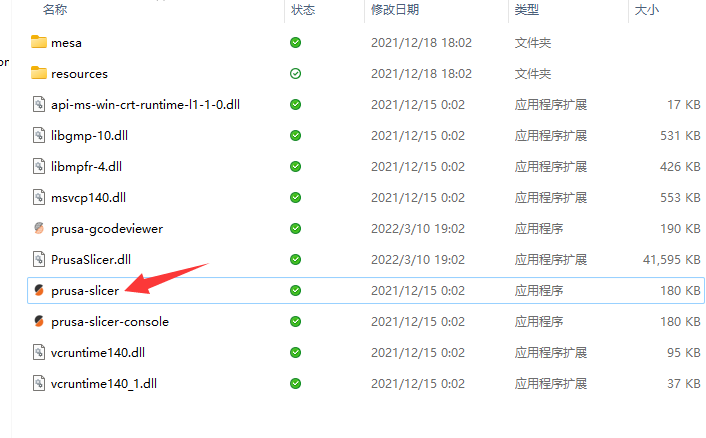 名称 状态 修改日期 类型 大小
mesa 2021/12/18 18:02 文件夹
resources 2021/12/18 18:02 文件夹
api-ms-win-crt-runtime-l1-1-0.dll 2021/12/15 0:02 应用程序扩展 17 KB
libgmp-10.dll 2021/12/15 0:02 应用程序扩展 531 KB
libmpfr-4.dll 2021/12/15 0:02 应用程序扩展 426 KB
msvcp140.dll 2021/12/15 0:02 应用程序扩展 553 KB
prusa-gcodeviewer 2022/3/10 19:02 应用程序 190 KB
PrusaSlicer.dll 2022/3/10 19:02 应用程序扩展 41,595 KB
prusa-slicer 2021/12/15 0:02 应用程序 180 KB
prusa-slicer-console 2021/12/15 0:02 应用程序 180 KB
vcruntime140.dll 2021/12/15 0:02 应用程序扩展 95 KB
vcruntime140_1.dll 2021/12/15 0:02 应用程序扩展 37 KB